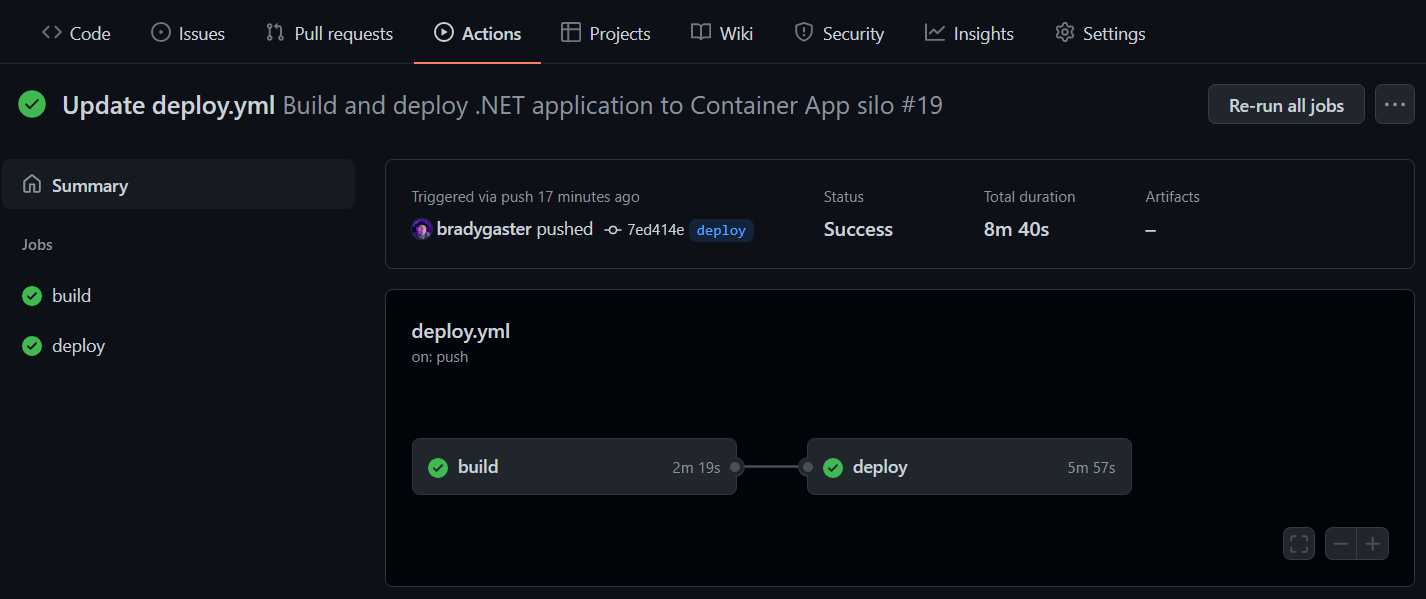 Code Issues Pull requests Actions Projects Wiki Security Insights Settings
Update deploy.yml Build and deploy .NET application to Container App silo #19
Re-run all jobs
Summary
Jobs
build
deploy
Triggered via push 17 minutes ago
bradygaster pushed 7ed414e deploy
Status
Success
Total duration
8m 40s
Artifacts
–
deploy.yml
on: push
build 2m 19s
deploy 5m 57s